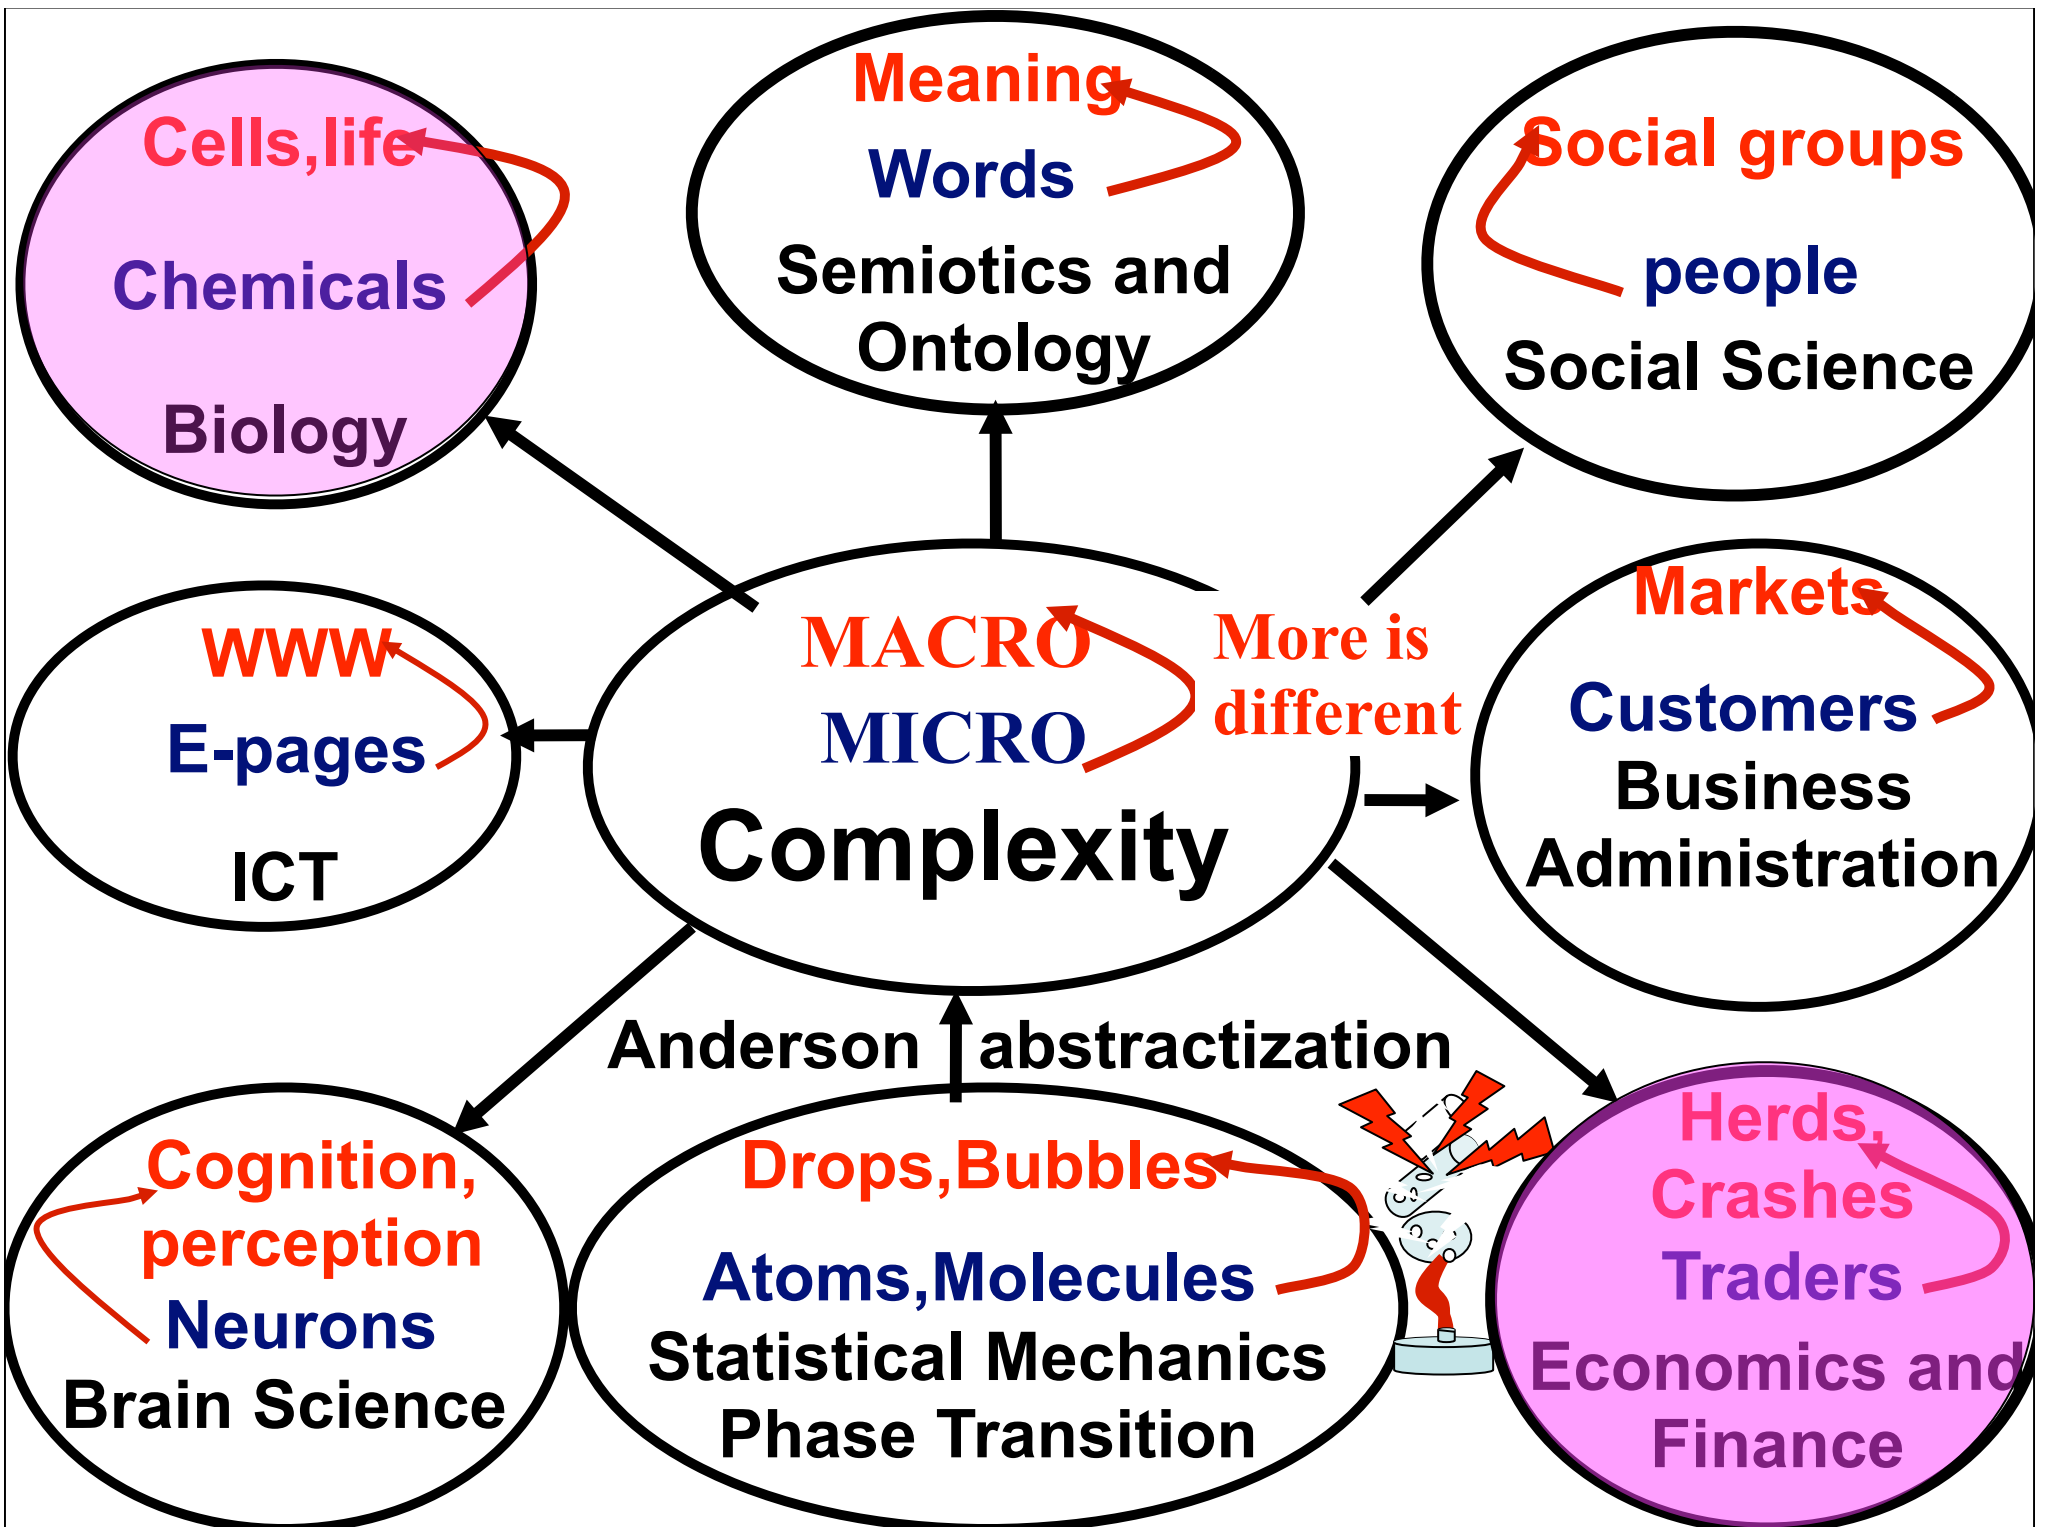 Cells,life
Chemicals
Biology
Meaning
Words
Semiotics and
Ontology
Social groups
people
Social Science
WWW
E-pages
ICT
MACRO
MICRO
Complexity
More is
different
Markets
Customers
Business
Administration
Anderson abstractization
Cognition,
perception
Neurons
Brain Science
Drops,Bubbles
Atoms,Molecules
Statistical Mechanics
Phase Transition
Herds,
Crashes
Traders
Economics and
Finance